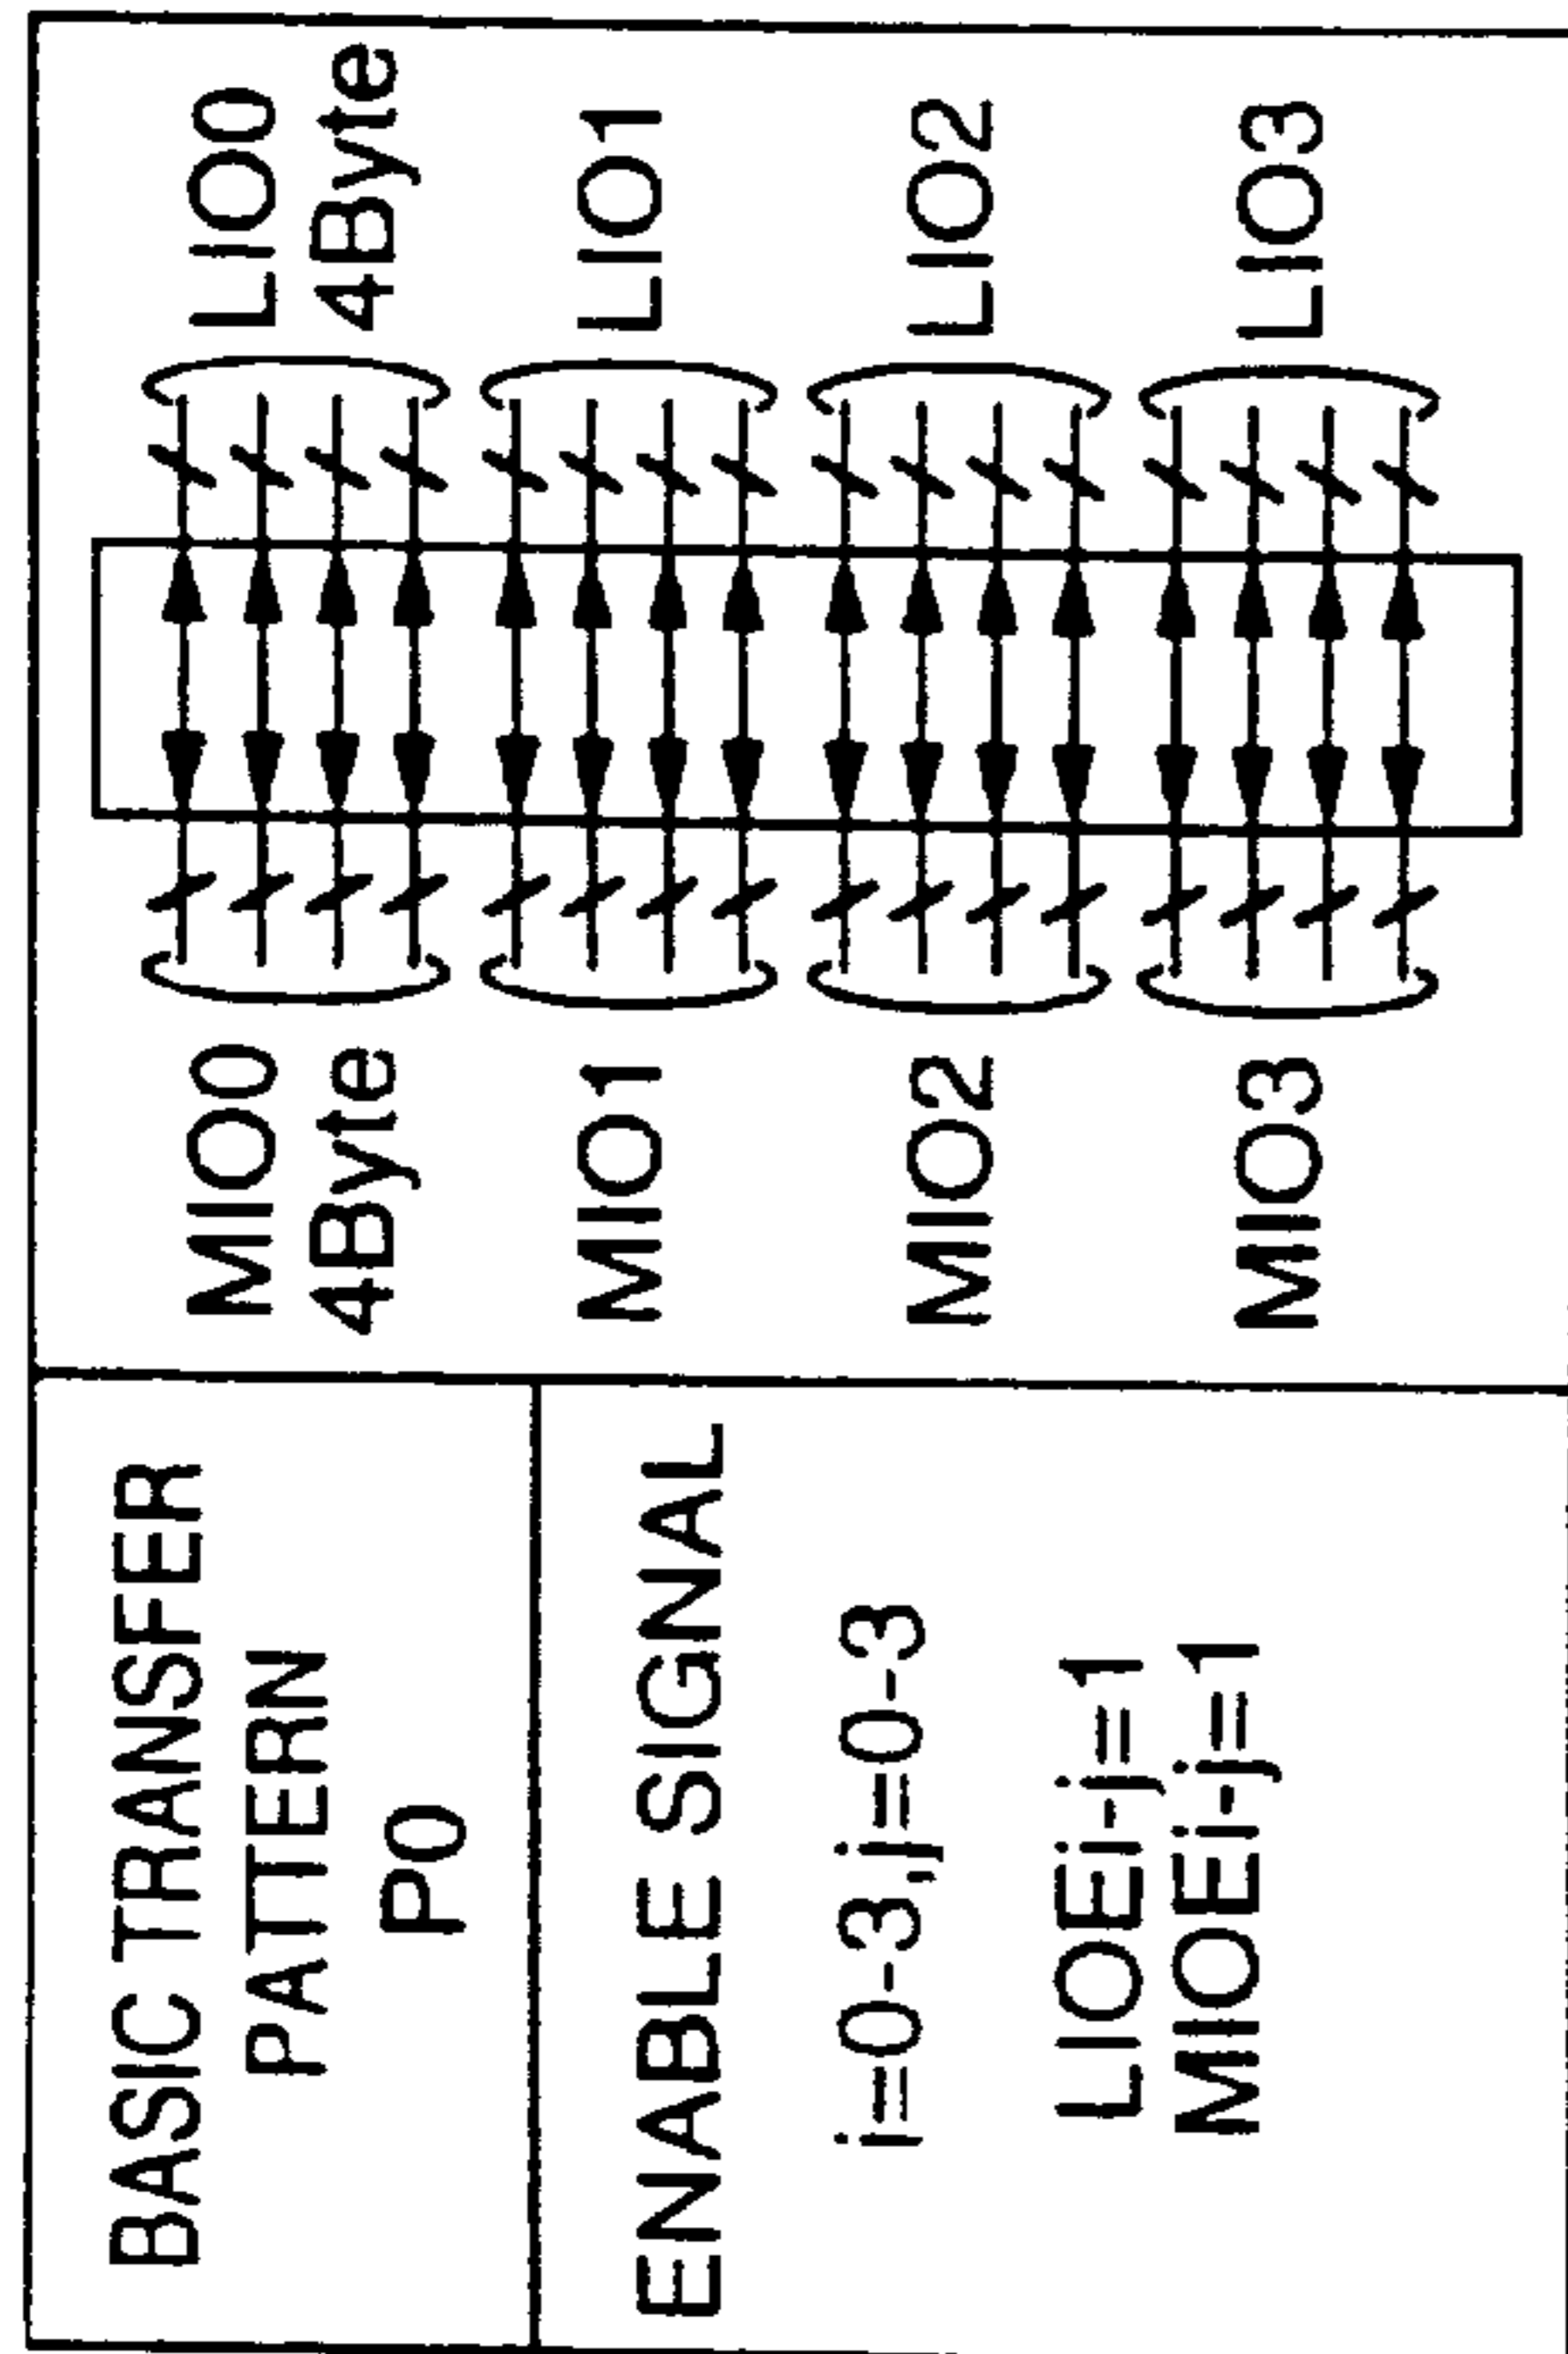 BASIC TRANSFER
PATTERN
P0
ENABLE SIGNAL
i=0-3,j=0-3
LIOEi-j=1
MIOEi-j=1
MIO0
4Byte
MIO1
MIO2
MIO3
LIO0
4Byte
LIO1
LIO2
LIO3